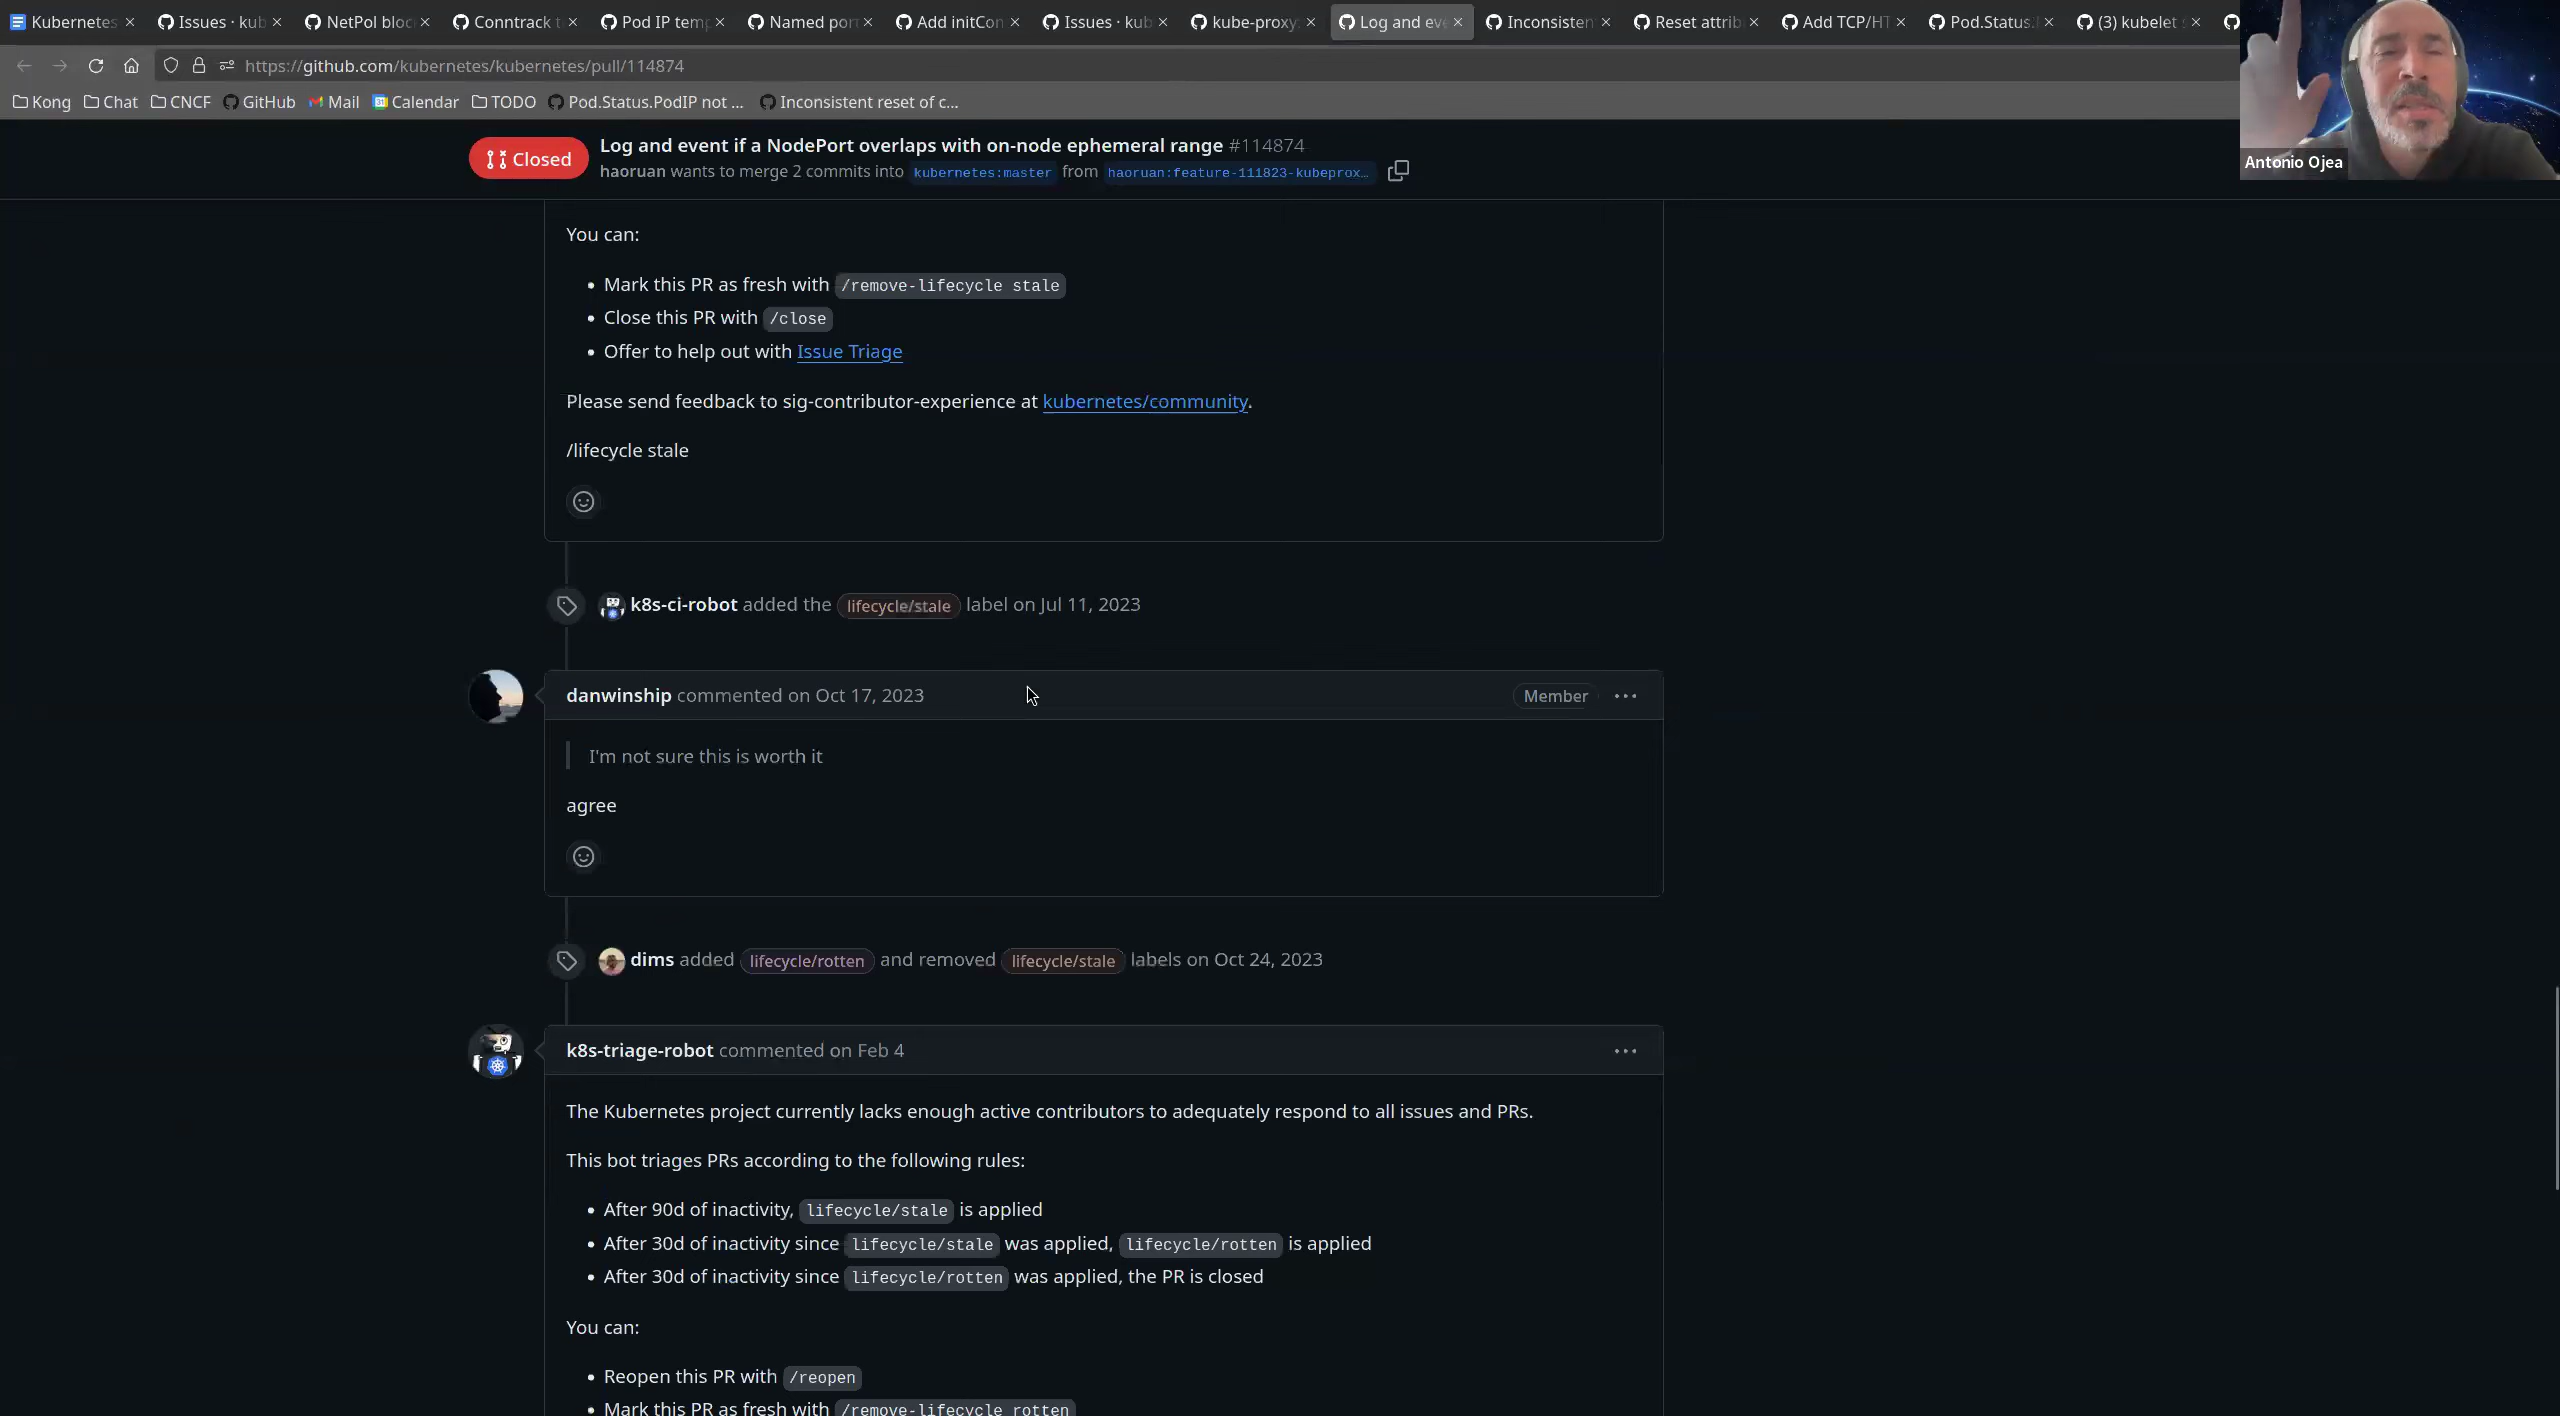 Kubernetes
Issues · kub
NetPol bloc
Conntrack t
Pod IP temp
Named por
Add initCon
Issues · kub
kube-proxy
Log and eve
Inconsisten
Reset attrib
Add TCP/HT
Pod.Status.
(3) kubelet
https://github.com/kubernetes/kubernetes/pull/114874
Kong
Chat
CNCF
GitHub
Mail
Calendar
TODO
Pod.Status.PodIP not ...
Inconsistent reset of c...
Antonio Ojea
Closed
Log and event if a NodePort overlaps with on-node ephemeral range #114874
haoruan wants to merge 2 commits into kubernetes:master from haoruan:feature-111823-kubeprox…
You can:
• Mark this PR as fresh with /remove-lifecycle stale
• Close this PR with /close
• Offer to help out with Issue Triage
Please send feedback to sig-contributor-experience at kubernetes/community.
/lifecycle stale
k8s-ci-robot added the lifecycle/stale label on Jul 11, 2023
danwinship commented on Oct 17, 2023
Member
I'm not sure this is worth it
agree
dims added lifecycle/rotten and removed lifecycle/stale labels on Oct 24, 2023
k8s-triage-robot commented on Feb 4
The Kubernetes project currently lacks enough active contributors to adequately respond to all issues and PRs.
This bot triages PRs according to the following rules:
• After 90d of inactivity, lifecycle/stale is applied
• After 30d of inactivity since lifecycle/stale was applied, lifecycle/rotten is applied
• After 30d of inactivity since lifecycle/rotten was applied, the PR is closed
You can:
• Reopen this PR with /reopen
• Mark this PR as fresh with /remove-lifecycle rotten